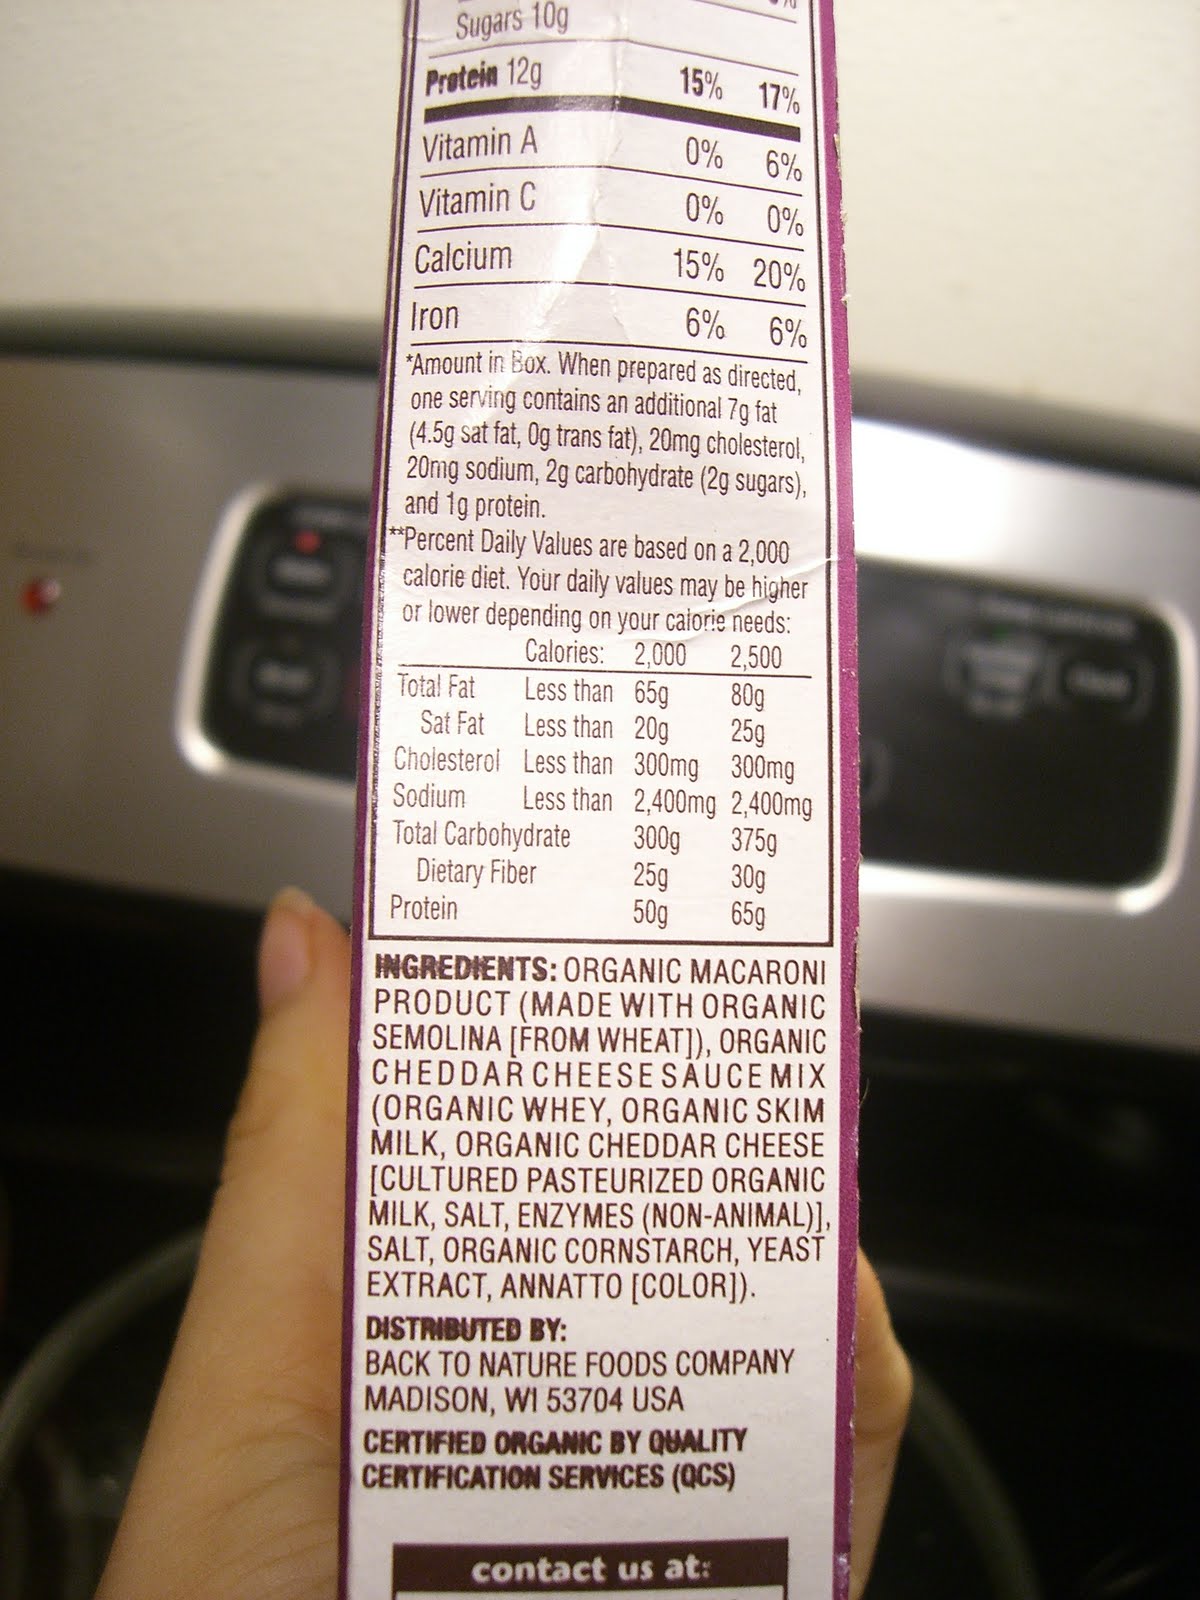 Sugars 10g
Protein 12g 15% 17%
Vitamin A 0% 6%
Vitamin C 0% 0%
Calcium 15% 20%
Iron 6% 6%
*Amount in Box. When prepared as directed,
one serving contains an additional 7g fat
(4.5g sat fat, 0g trans fat), 20mg cholesterol,
20mg sodium, 2g carbohydrate (2g sugars),
and 1g protein.
**Percent Daily Values are based on a 2,000
calorie diet. Your daily values may be higher
or lower depending on your calorie needs:
Calories: 2,000 2,500
Total Fat Less than 65g 80g
Sat Fat Less than 20g 25g
Cholesterol Less than 300mg 300mg
Sodium Less than 2,400mg 2,400mg
Total Carbohydrate 300g 375g
Dietary Fiber 25g 30g
Protein 50g 65g
INGREDIENTS: ORGANIC MACARONI
PRODUCT (MADE WITH ORGANIC
SEMOLINA [FROM WHEAT]), ORGANIC
CHEDDAR CHEESE SAUCE MIX
(ORGANIC WHEY, ORGANIC SKIM
MILK, ORGANIC CHEDDAR CHEESE
[CULTURED PASTEURIZED ORGANIC
MILK, SALT, ENZYMES (NON-ANIMAL)],
SALT, ORGANIC CORNSTARCH, YEAST
EXTRACT, ANNATTO [COLOR]).
DISTRIBUTED BY:
BACK TO NATURE FOODS COMPANY
MADISON, WI 53704 USA
CERTIFIED ORGANIC BY QUALITY
CERTIFICATION SERVICES (QCS)
contact us at: